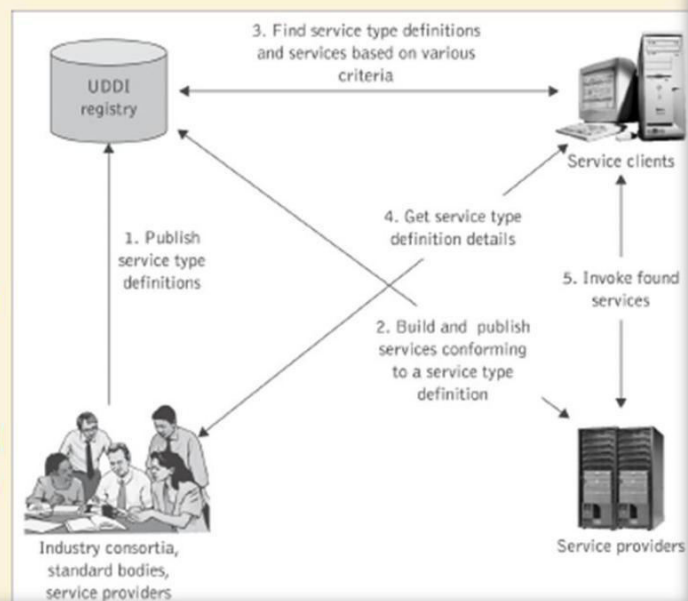 3. Find service type definitions
and services based on various
criteria
UDDI
registry
Service clients
1. Publish
service type
definitions
4. Get service type
definition details
5. Invoke found
services
2. Build and publish
services conforming
to a service type
definition
Industry consortia,
standard bodies,
service providers
Service providers